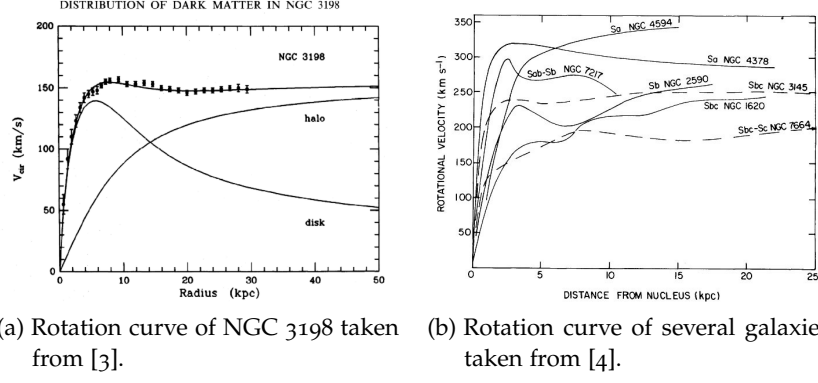 DISTRIBUTION OF DARK MATTER IN NGC 3198
200
NGC 3198
150
halo
V_cir (km/s)
100
50
disk
0
0 10 20 30 40 50
Radius (kpc)
(a) Rotation curve of NGC 3198 taken
from [3].
350
Sa NGC 4594
300
Sa NGC 4378
Sab-Sb NGC 7217
Sb NGC 2590
Sbc NGC 3145
250
Sbc NGC 1620
200
Sbc-Sc NGC 7664
ROTATIONAL VELOCITY (km s⁻¹)
150
100
50
0 5 10 15 20 25
DISTANCE FROM NUCLEUS (kpc)
(b) Rotation curve of several galaxie
taken from [4].